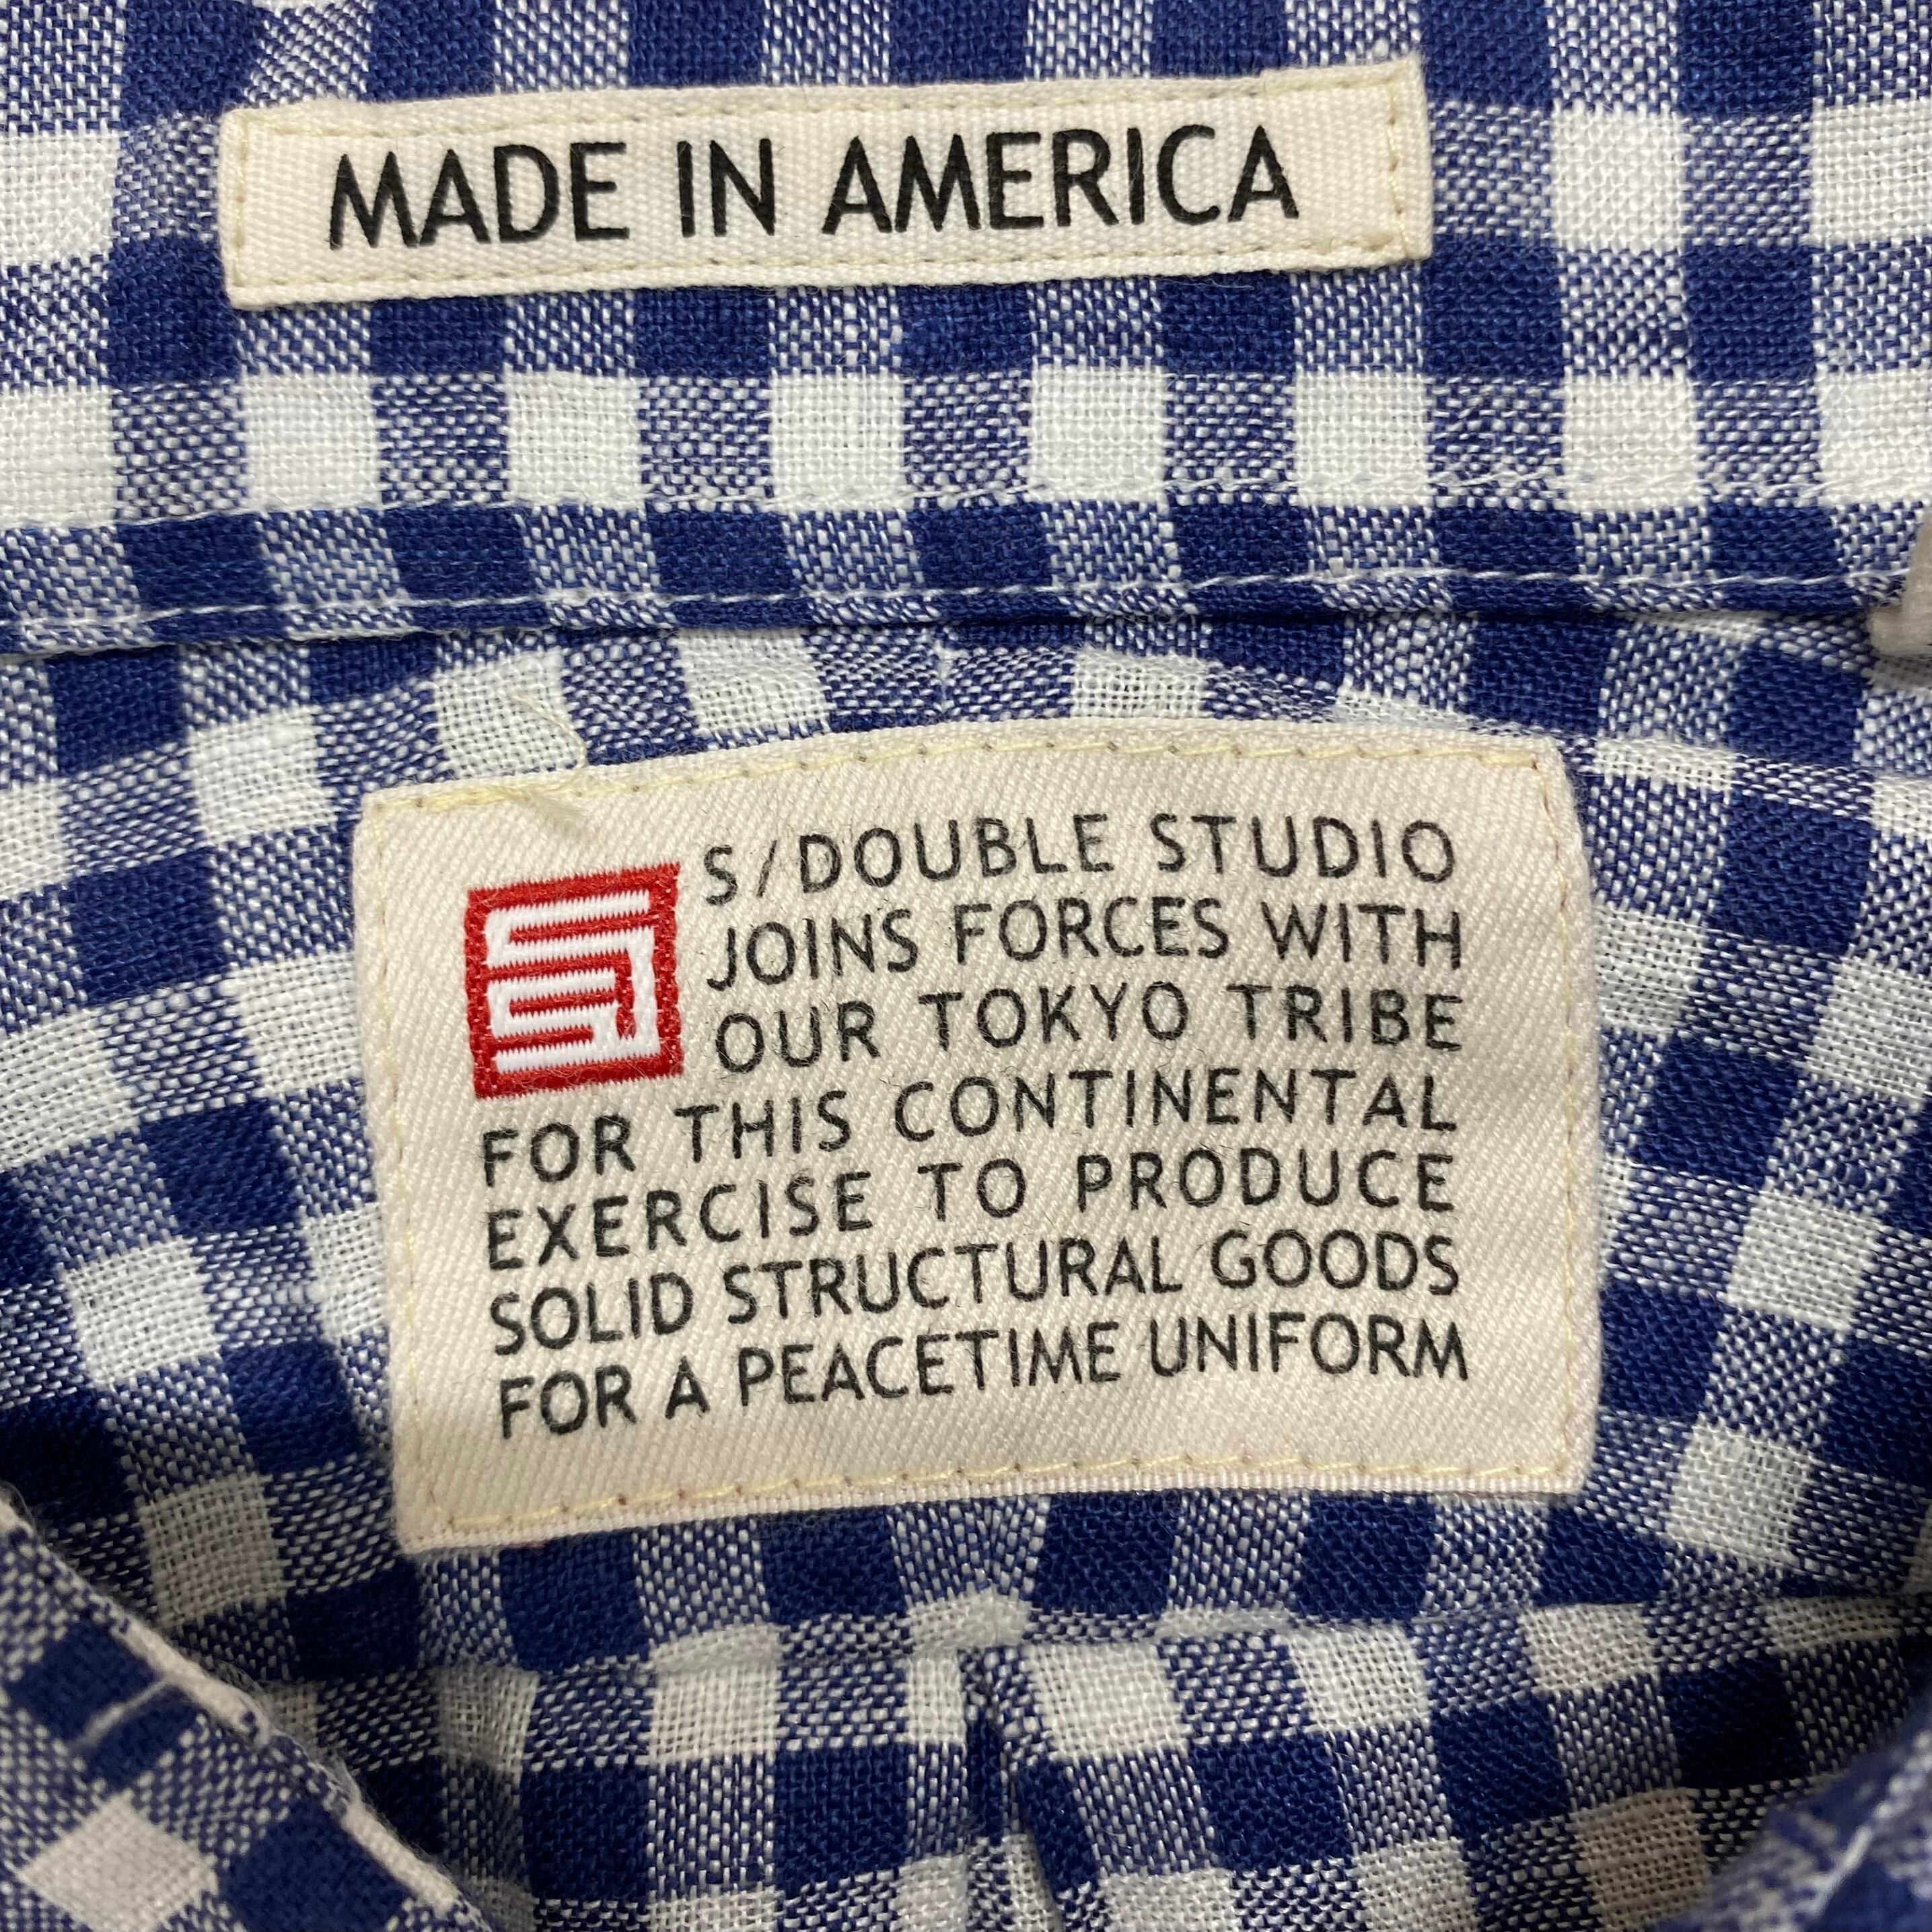 MADE IN AMERICA
S/DOUBLE STUDIO
JOINS FORCES WITH
OUR TOKYO TRIBE
FOR THIS CONTINENTAL
EXERCISE TO PRODUCE
SOLID STRUCTURAL GOODS
FOR A PEACETIME UNIFORM